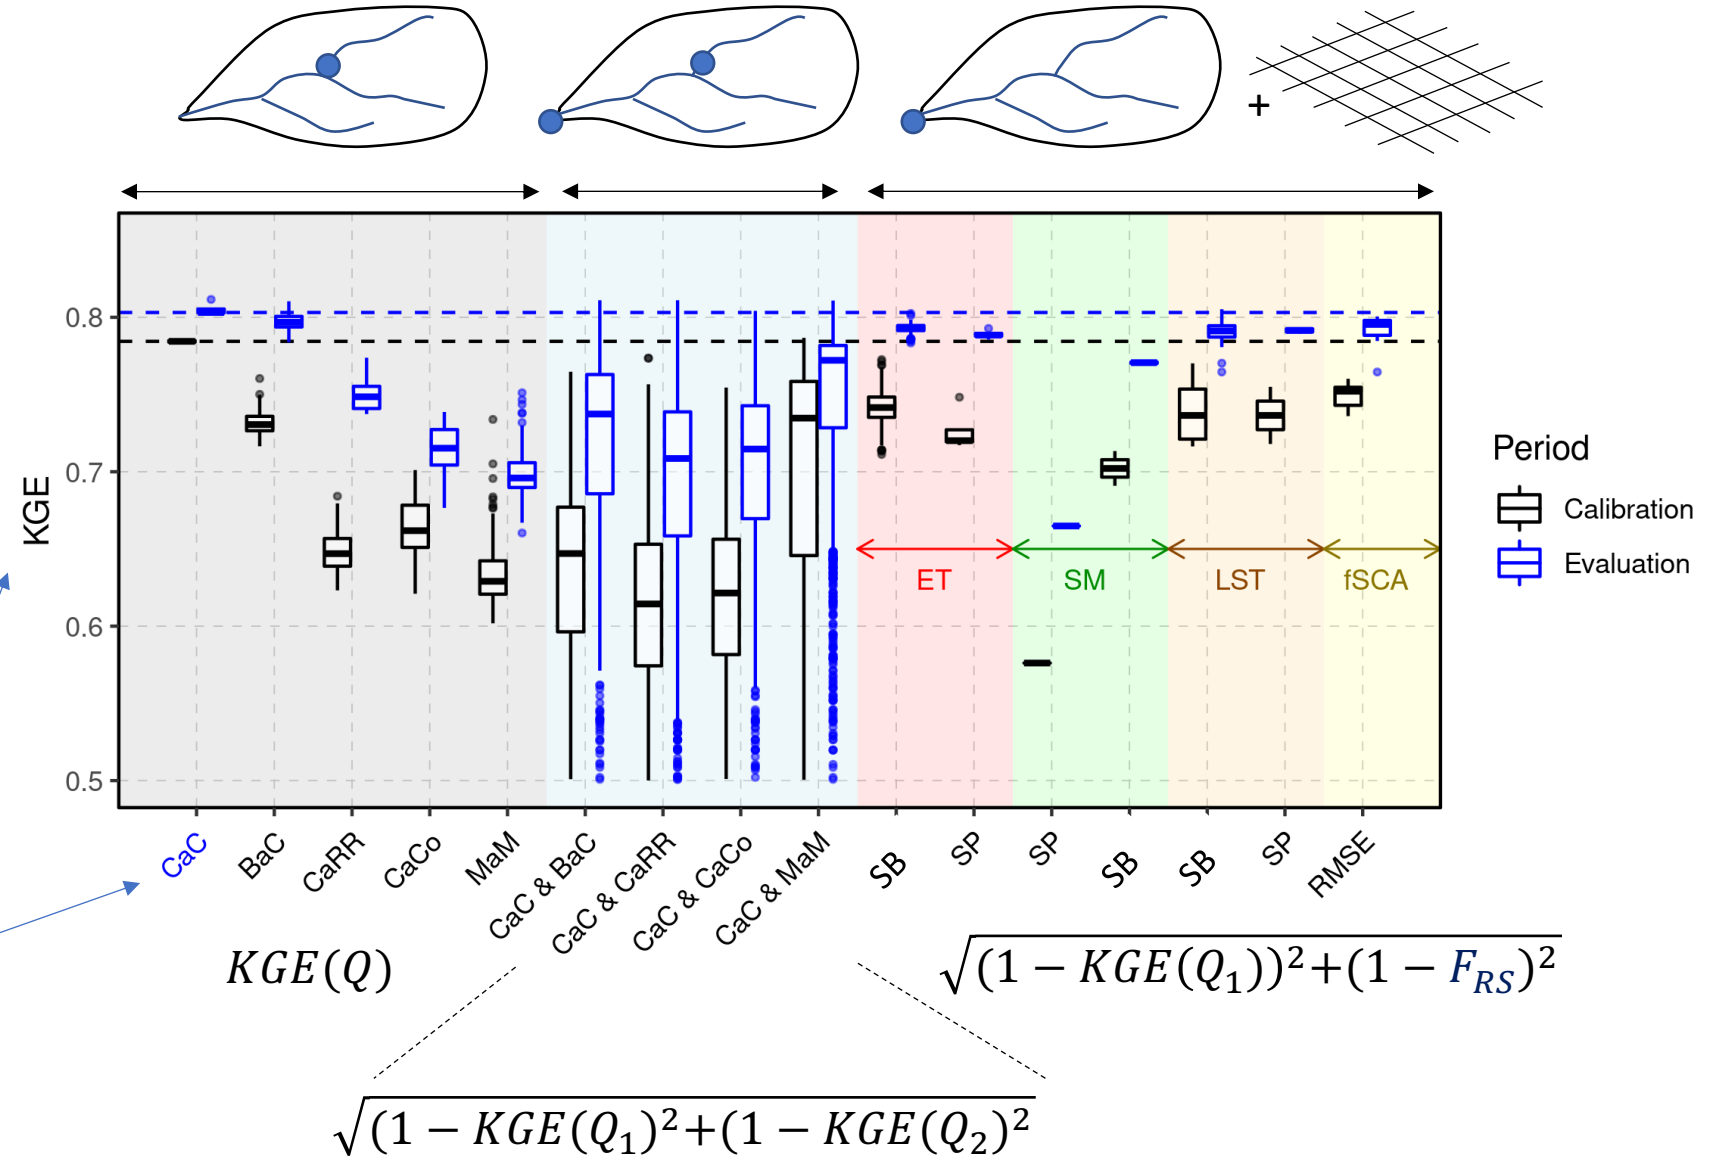 +
KGE
0.8
0.7
0.6
0.5
ET
SM
LST
fSCA
Period
Calibration
Evaluation
CaC
BaC
CaRR
CaCo
MaM
CaC & BaC
CaC & CaRR
CaC & CaCo
CaC & MaM
SB
SP
SP
SB
SB
SP
RMSE
KGE(Q)
√(1 − KGE(Q₁))²+(1 − F_RS)²
√(1 − KGE(Q₁)²+(1 − KGE(Q₂)²